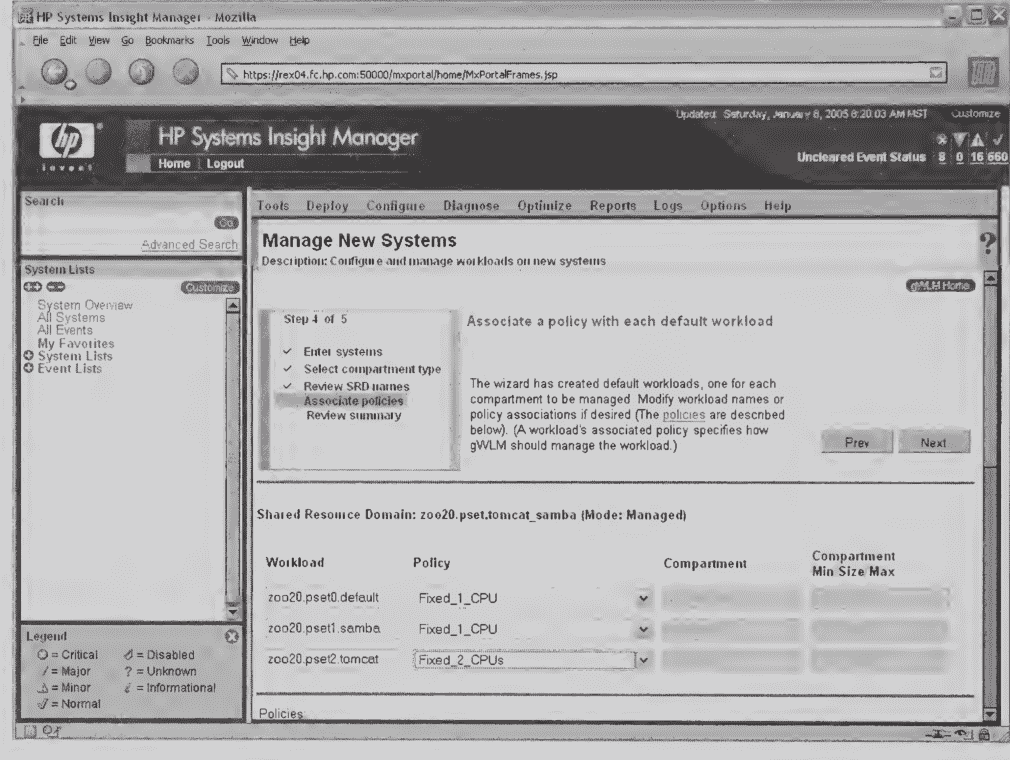 HP Systems Insight Manager - Mozilla
File Edit View Go Bookmarks Tools Window Help
https://rex04.fc.hp.com:50000/mxportal/home/MxPortalFrames.jsp
Updated: Saturday, January 8, 2005 8:20:03 AM MST Customize
hp
invent
HP Systems Insight Manager
Home | Logout
Uncleared Event Status 8 0 16 660
Search
Go
Advanced Search
System Lists
Customize
System Overview
All Systems
All Events
My Favorites
System Lists
Event Lists
Legend
= Critical = Disabled
= Major ? = Unknown
= Minor i = Informational
= Normal
Tools Deploy Configure Diagnose Optimize Reports Logs Options Help
Manage New Systems
?
Description: Configure and manage workloads on new systems
gWLM Home
Step 4 of 5
Enter systems
Select compartment type
Review SRD names
Associate policies
Review summary
Associate a policy with each default workload
The wizard has created default workloads, one for each
compartment to be managed Modify workload names or
policy associations if desired (The policies are described
below). (A workload's associated policy specifies how
gWLM should manage the workload.)
Prev Next
Shared Resource Domain: zoo20.pset.tomcat_samba (Mode: Managed)
Workload Policy Compartment Compartment
Min Size/Max
zoo20.pset0.default Fixed_1_CPU
zoo20.pset1.samba Fixed_1_CPU
zoo20.pset2.tomcat Fixed_2_CPUs
Policies: